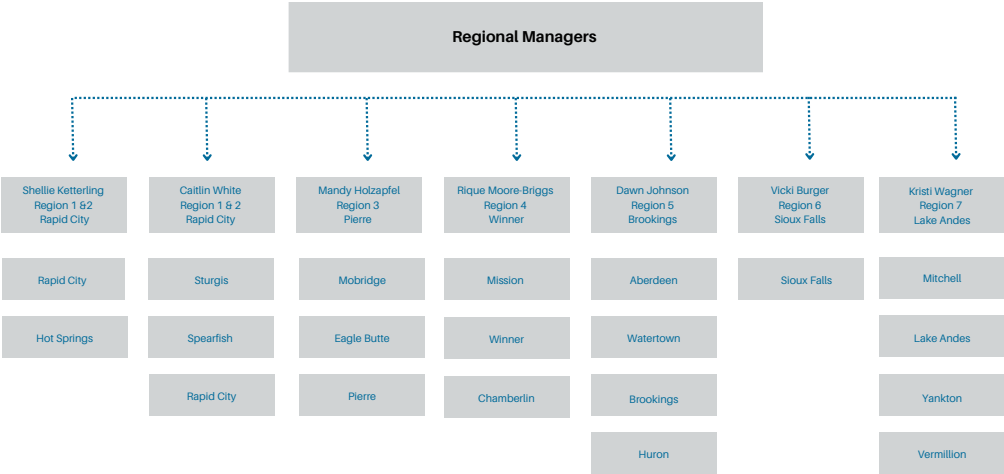 Regional Managers
Shellie Ketterling
Region 1 &2
Rapid City
Caitlin White
Region 1 & 2
Rapid City
Mandy Holzapfel
Region 3
Pierre
Rique Moore-Briggs
Region 4
Winner
Dawn Johnson
Region 5
Brookings
Vicki Burger
Region 6
Sioux Falls
Kristi Wagner
Region 7
Lake Andes
Rapid City
Hot Springs
Sturgis
Spearfish
Rapid City
Mobridge
Eagle Butte
Pierre
Mission
Winner
Chamberlin
Aberdeen
Watertown
Brookings
Huron
Sioux Falls
Mitchell
Lake Andes
Yankton
Vermillion